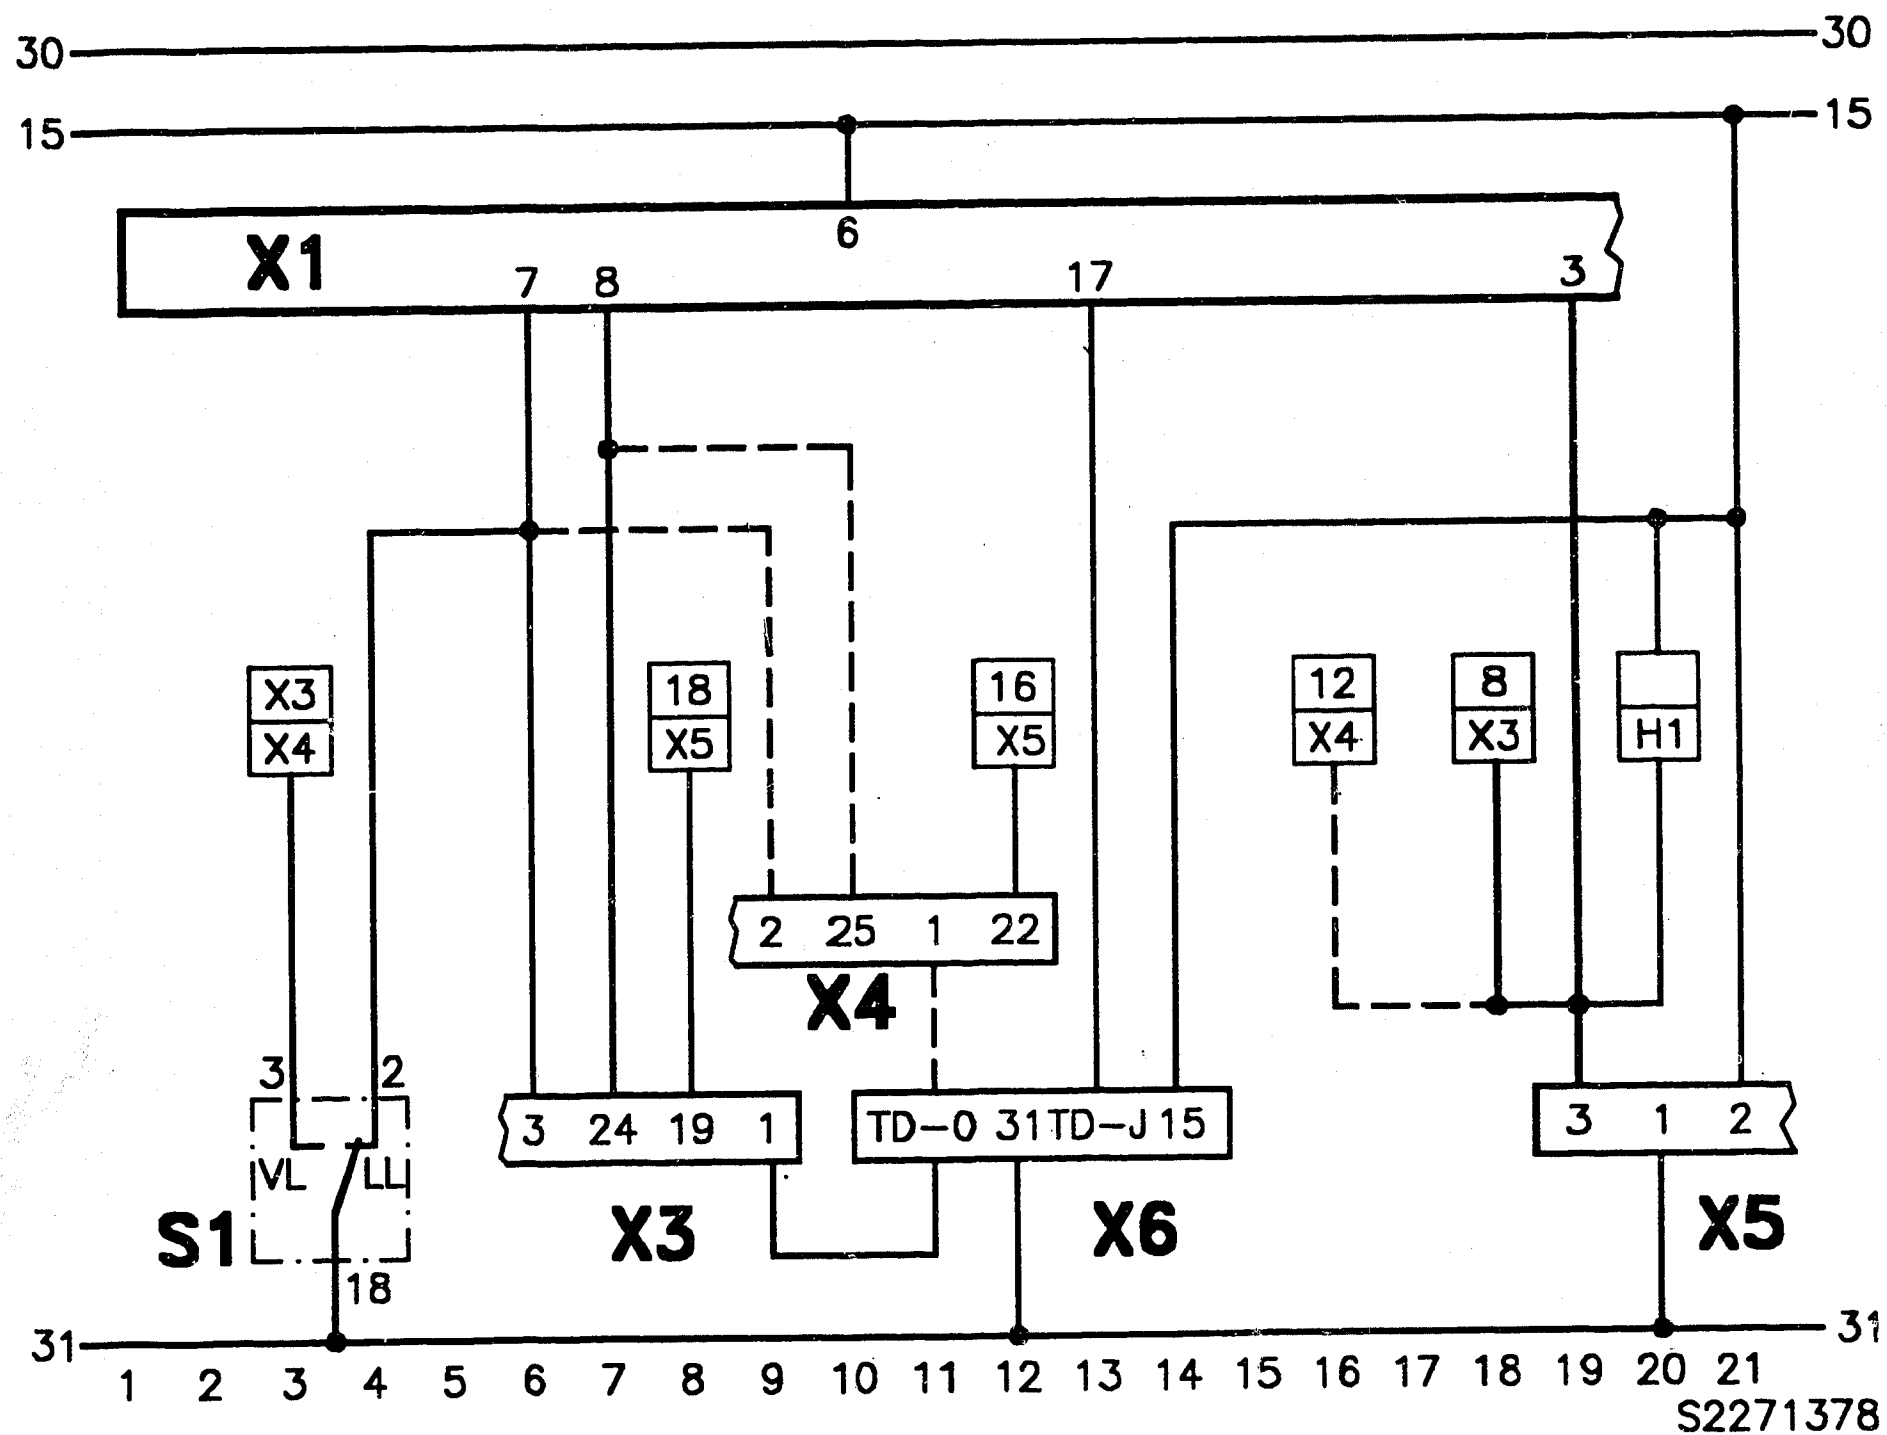 30 30
15 15
6
X1
7 8 17 3
X3 18 16 12 8
X4 X5 X5 X4 X3 H1
2 25 1 22
X4
3 2
3 24 19 1 TD-0 31 TD-J 15 3 1 2
VL LL
S1 X3 X6 X5
18
31 31
1 2 3 4 5 6 7 8 9 10 11 12 13 14 15 16 17 18 19 20 21
S2271378